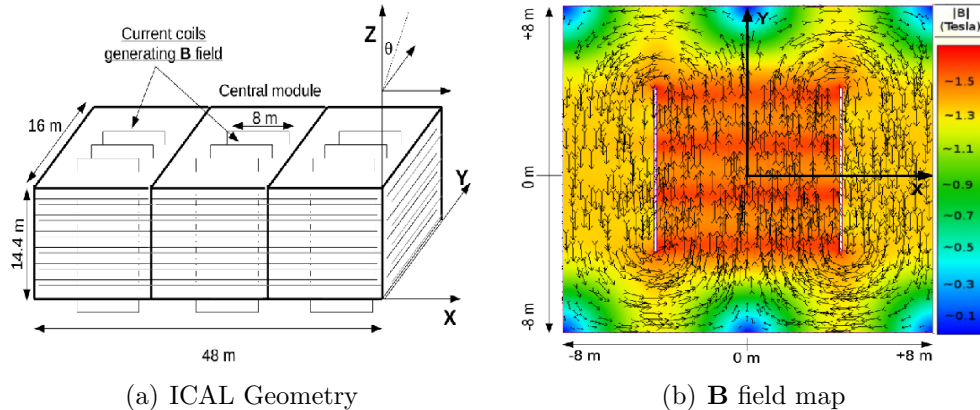 Current coils
generating B field
Z
θ
Central module
16 m
8 m
Y
14.4 m
X
48 m
(a) ICAL Geometry
+8 m
0 m
-8 m
Y
X
-8 m
0 m
+8 m
|B|
(Tesla)
~1.5
~1.3
~1.1
~0.9
~0.7
~0.5
~0.3
~0.1
(b) B field map